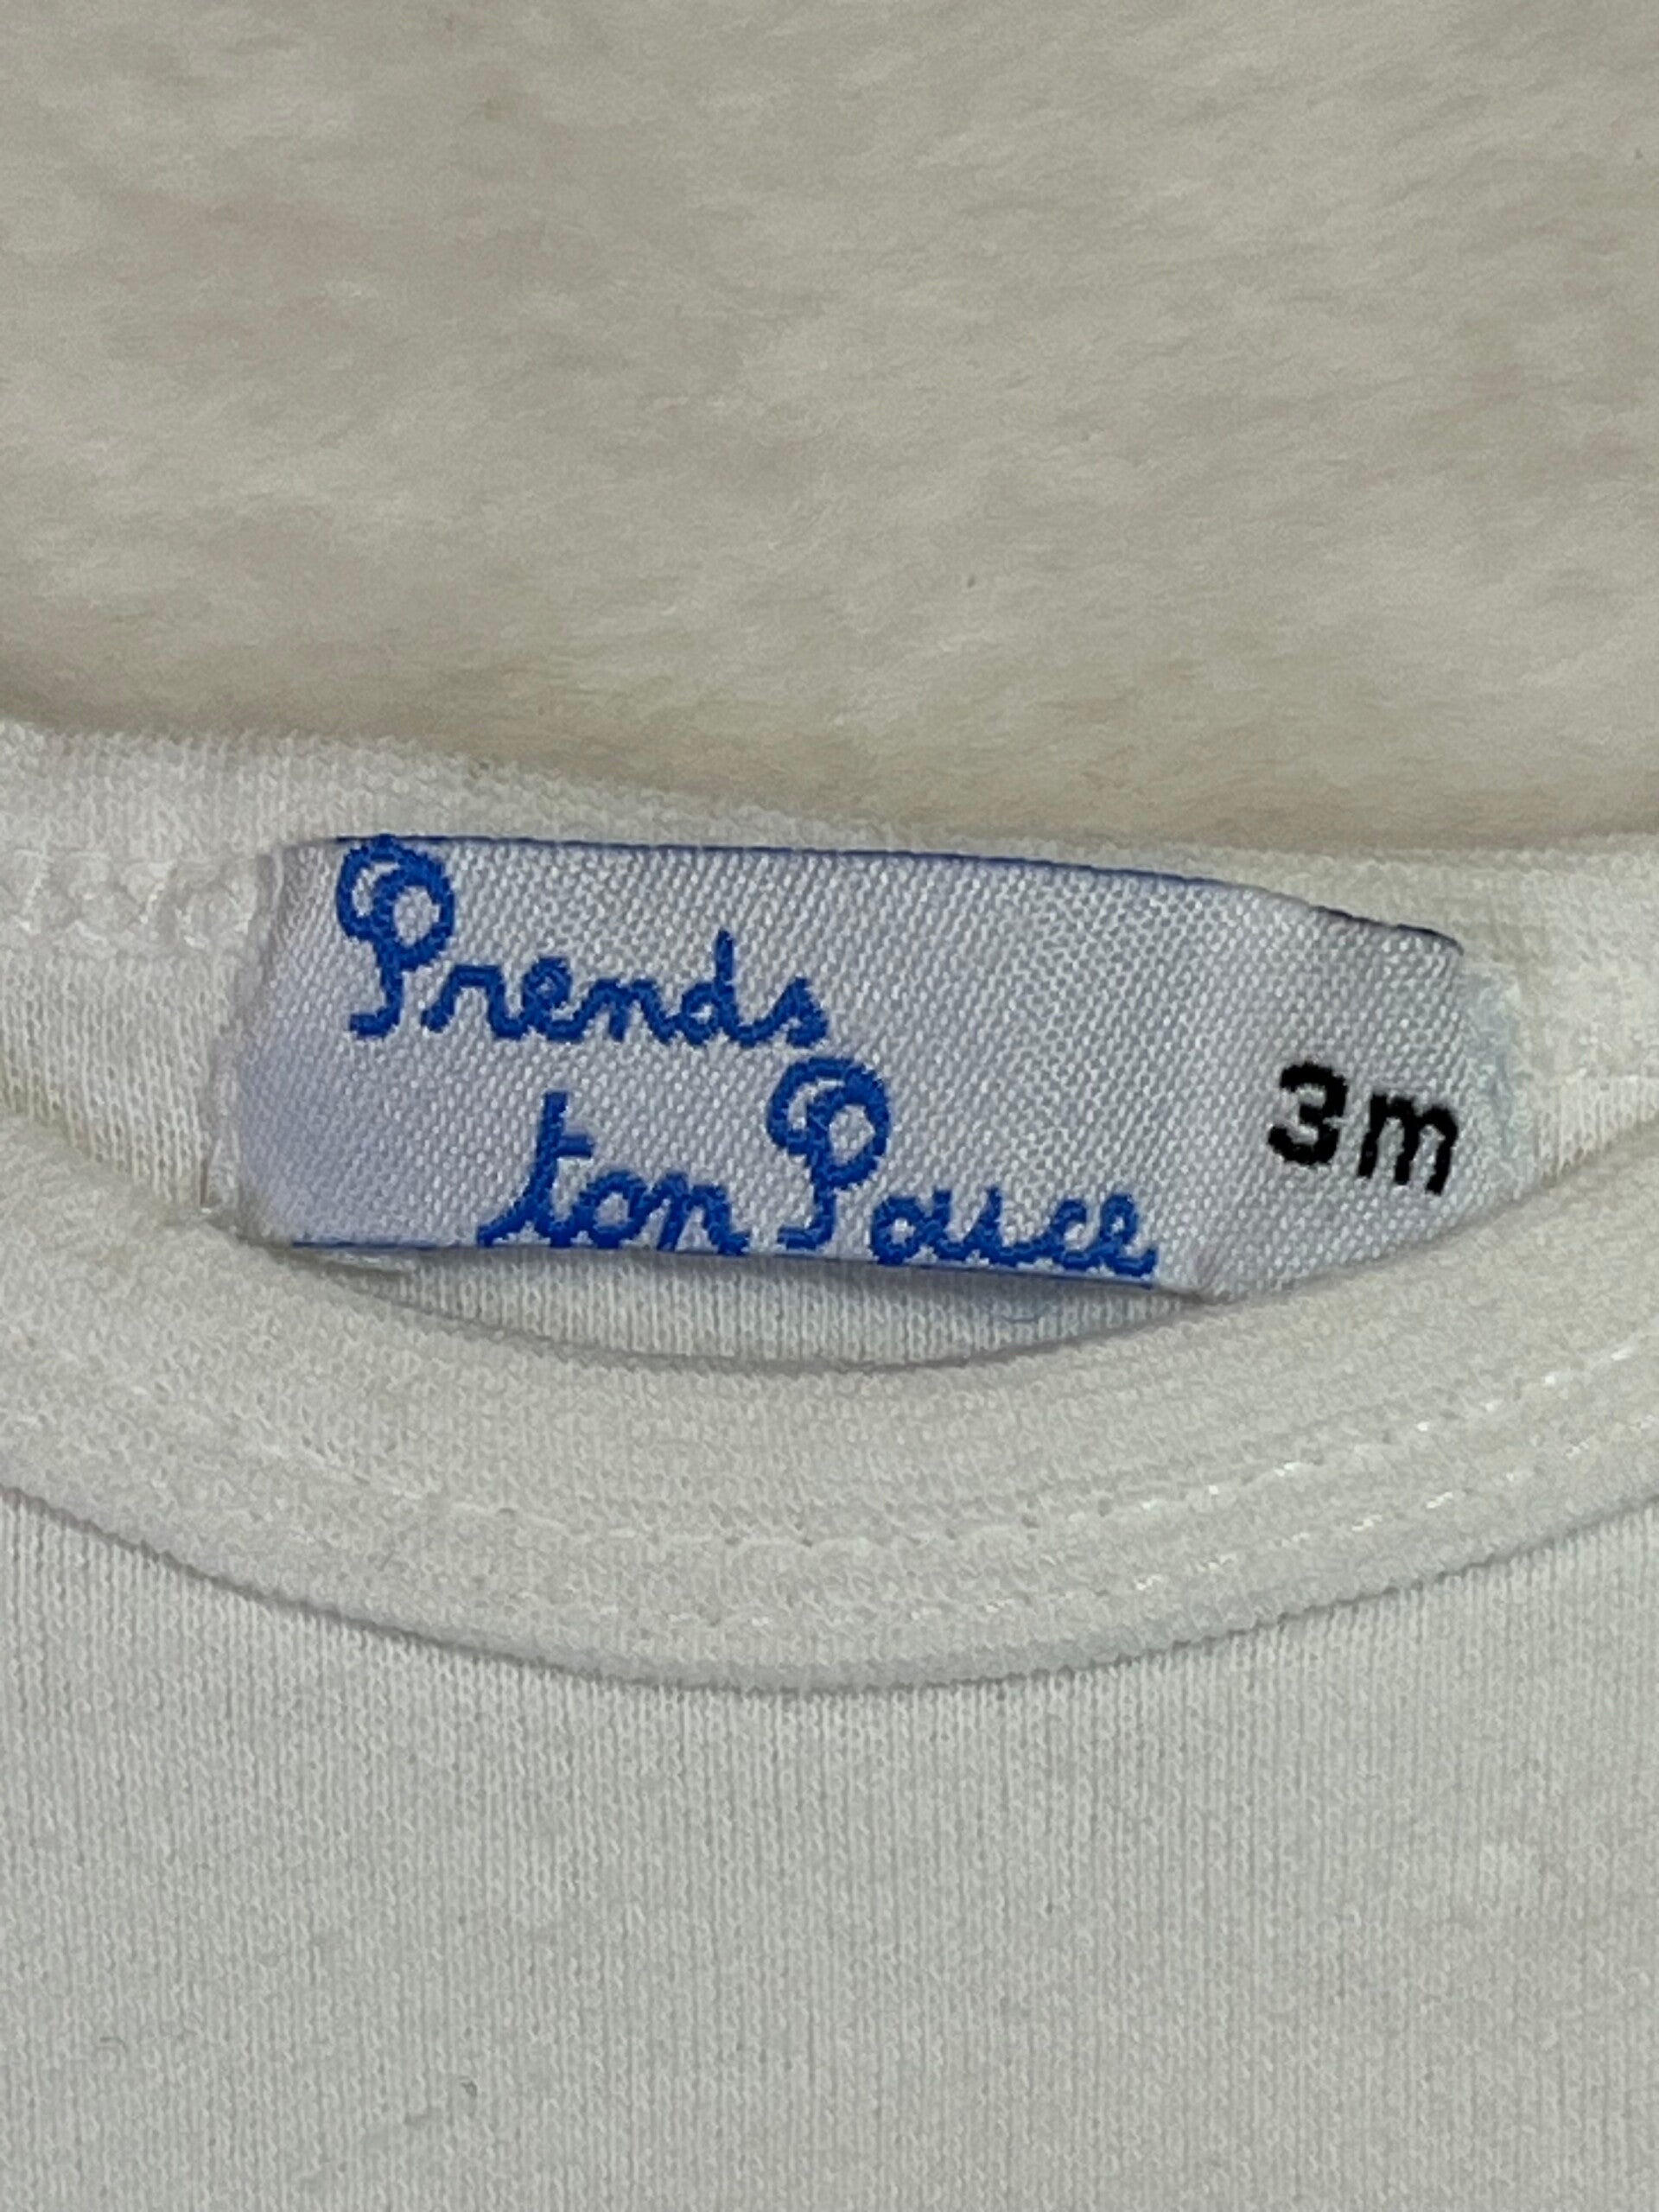 Prends
ton Pouce
3m